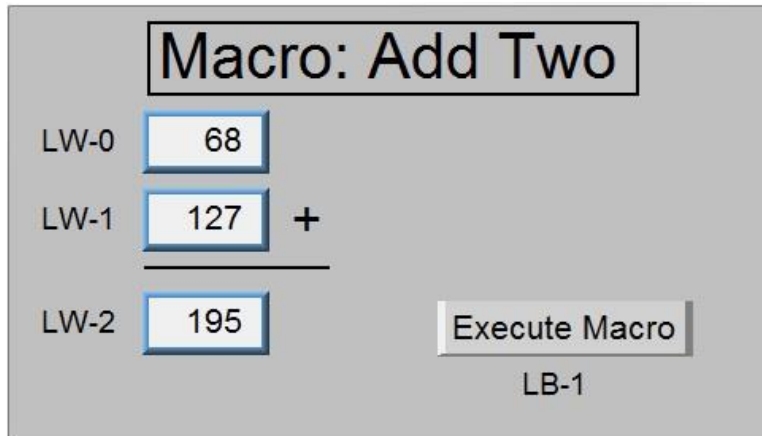 Macro: Add Two
LW-0 68
LW-1 127 +
LW-2 195
Execute Macro
LB-1